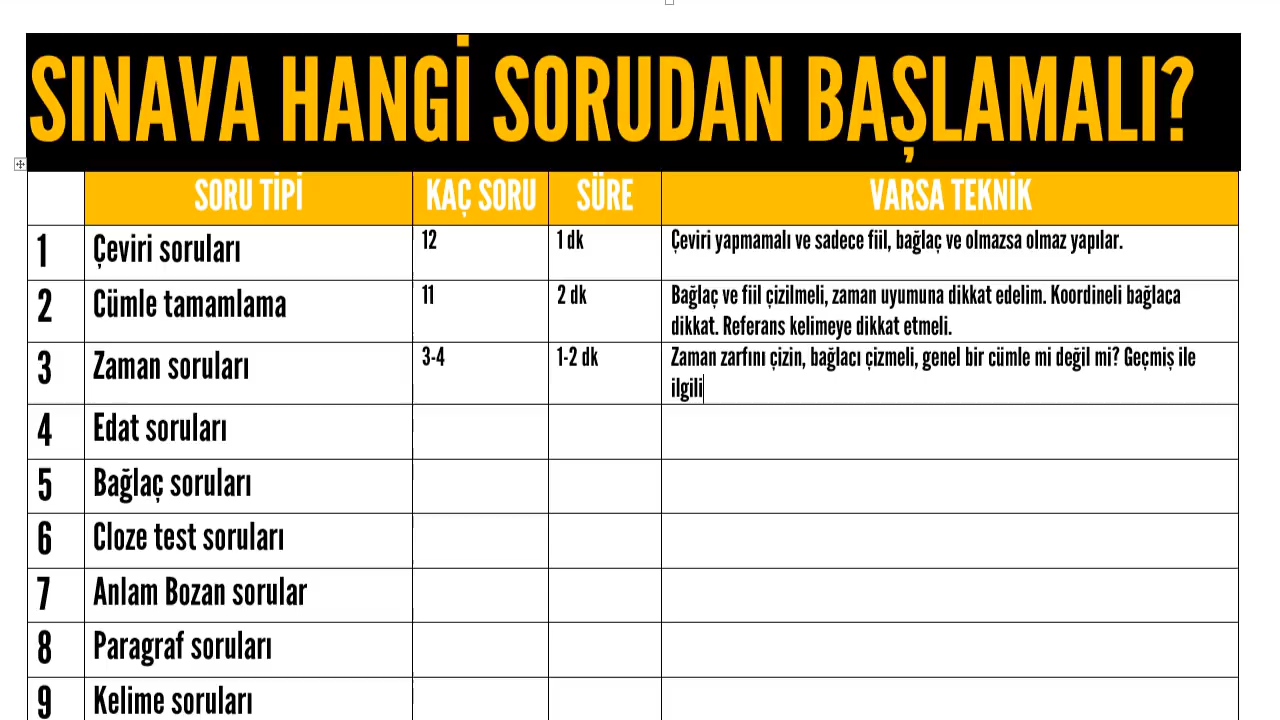 SINAVA HANGİ SORUDAN BAŞLAMALI?
SORU TİPİ KAÇ SORU SÜRE VARSA TEKNİK
1 Çeviri soruları 12 1 dk Çeviri yapmamalı ve sadece fiil, bağlaç ve olmazsa olmaz yapılar.
2 Cümle tamamlama 11 2 dk Bağlaç ve fiil çizilmeli, zaman uyumuna dikkat edelim. Koordineli bağlaca
dikkat. Referans kelimeye dikkat etmeli.
3 Zaman soruları 3-4 1-2 dk Zaman zarfını çizin, bağlacı çizmeli, genel bir cümle mi değil mi? Geçmiş ile
ilgili
4 Edat soruları
5 Bağlaç soruları
6 Cloze test soruları
7 Anlam Bozan sorular
8 Paragraf soruları
9 Kelime soruları